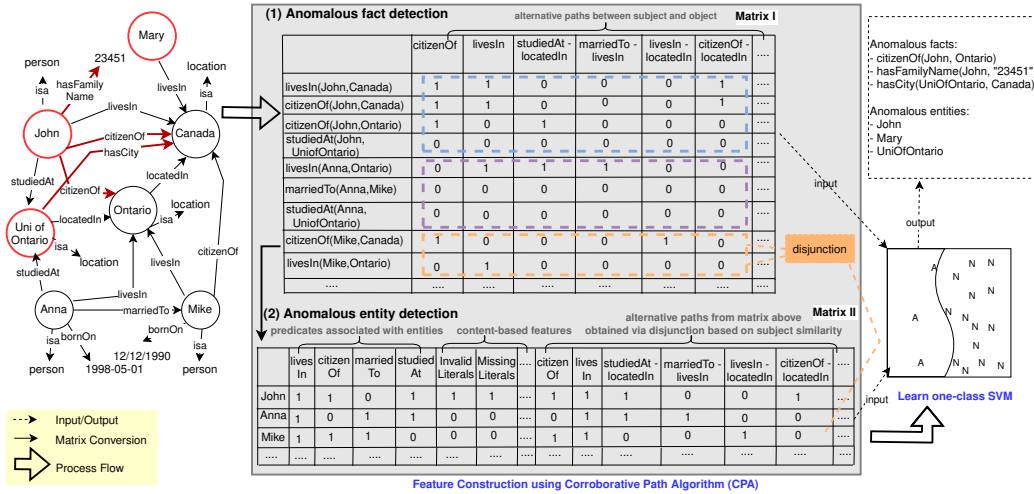 Mary
23451
person
isa
hasFamily
Name
livesIn
location
isa
John
livesIn
Canada
citizenOf
hasCity
studiedAt
locatedIn
citizenOf
Ontario
location
isa
Uni of
Ontario
locatedIn
isa
location
studiedAt
livesIn
livesIn
citizenOf
Anna
marriedTo
Mike
bornOn
isa
bornOn
isa
person
12/12/1990
1998-05-01
person
Input/Output
Matrix Conversion
Process Flow
(1) Anomalous fact detection
alternative paths between subject and object
Matrix I
citizenOf livesIn studiedAt - locatedIn marriedTo - livesIn livesIn - locatedIn citizenOf - locatedIn ....
livesIn(John,Canada) 1 1 0 0 0 1 ....
citizenOf(John,Canada) 1 1 0 0 0 1 ....
citizenOf(John,Ontario) 1 0 1 0 0 0 ....
studiedAt(John, UniofOntario) 0 0 0 0 0 0 ....
livesIn(Anna,Ontario) 0 1 1 1 0 0 ....
marriedTo(Anna,Mike) 0 0 0 0 0 0 ....
studiedAt(Anna, UniofOntario) 0 0 0 0 0 0 ....
citizenOf(Mike,Canada) 1 0 0 0 1 0 ....
livesIn(Mike,Ontario) 0 1 0 0 0 0 ....
.... .... .... .... .... .... .... ....
disjunction
(2) Anomalous entity detection
Matrix II
predicates associated with entities
content-based features
alternative paths from matrix above
obtained via disjunction based on subject similarity
lives In citizen Of married To studied At Invalid Literals Missing Literals .... citizen Of lives In studiedAt - locatedIn marriedTo - livesIn livesIn - locatedIn citizenOf - locatedIn ....
John 1 1 0 1 1 1 .... 1 1 1 0 0 1 ....
Anna 1 0 1 1 0 0 .... 0 1 1 1 0 0 ....
Mike 1 1 1 0 0 0 .... 1 1 0 0 1 0 ....
.... .... .... .... .... .... .... .... .... .... .... .... .... ....
Feature Construction using Corroborative Path Algorithm (CPA)
Anomalous facts:
- citizenOf(John, Ontario)
- hasFamilyName(John, "23451")
- hasCity(UniOfOntario, Canada)
Anomalous entities:
- John
- Mary
- UniOfOntario
input
output
A N N N
N N
N N
A N N
N N N
A N N N
input
Learn one-class SVM